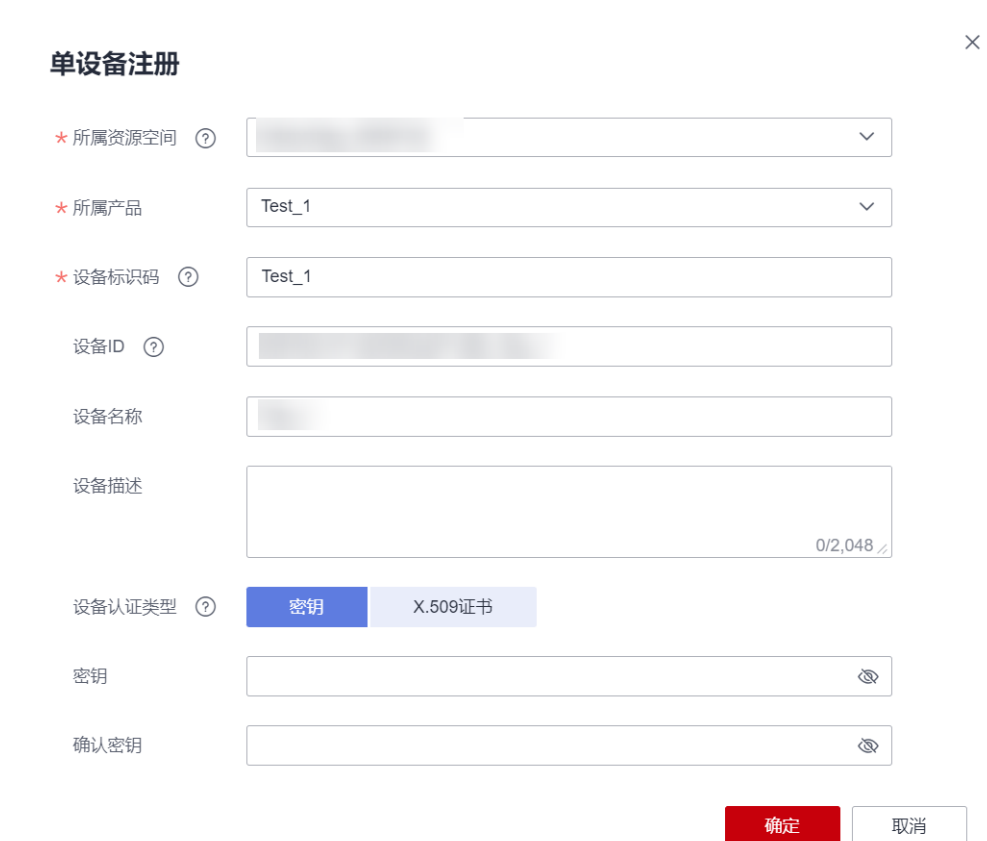 单设备注册
* 所属资源空间 ?
* 所属产品 Test_1
* 设备标识码 ? Test_1
设备ID ?
设备名称
设备描述
0/2,048
设备认证类型 ? 密钥 X.509证书
密钥
确认密钥
确定 取消